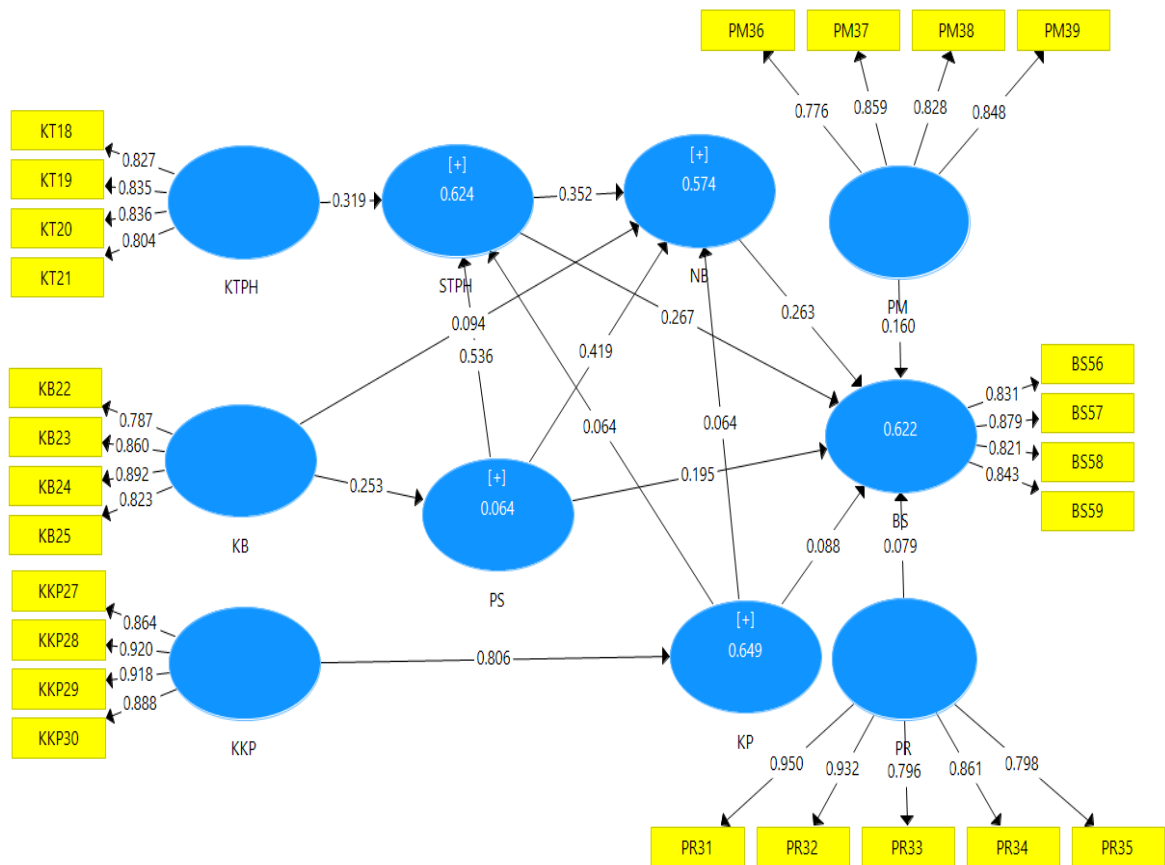 PM36 PM37 PM38 PM39
0.776 0.859 0.828 0.848
KT18
KT19
KT20
KT21
0.827
0.835
0.836
0.804
KTPH
0.319
[+]
0.624
STPH
0.352
[+]
0.574
NB
PM
0.160
0.094
0.536
0.419
0.267
0.263
0.064
0.064
KB22
KB23
KB24
KB25
0.787
0.860
0.892
0.823
KB
0.253
[+]
0.064
PS
0.195
0.622
BS
0.831
0.879
0.821
0.843
BS56
BS57
BS58
BS59
0.088
0.079
KKP27
KKP28
KKP29
KKP30
0.864
0.920
0.918
0.888
KKP
0.806
[+]
0.649
KP
PR
0.950 0.932 0.796 0.861 0.798
PR31 PR32 PR33 PR34 PR35